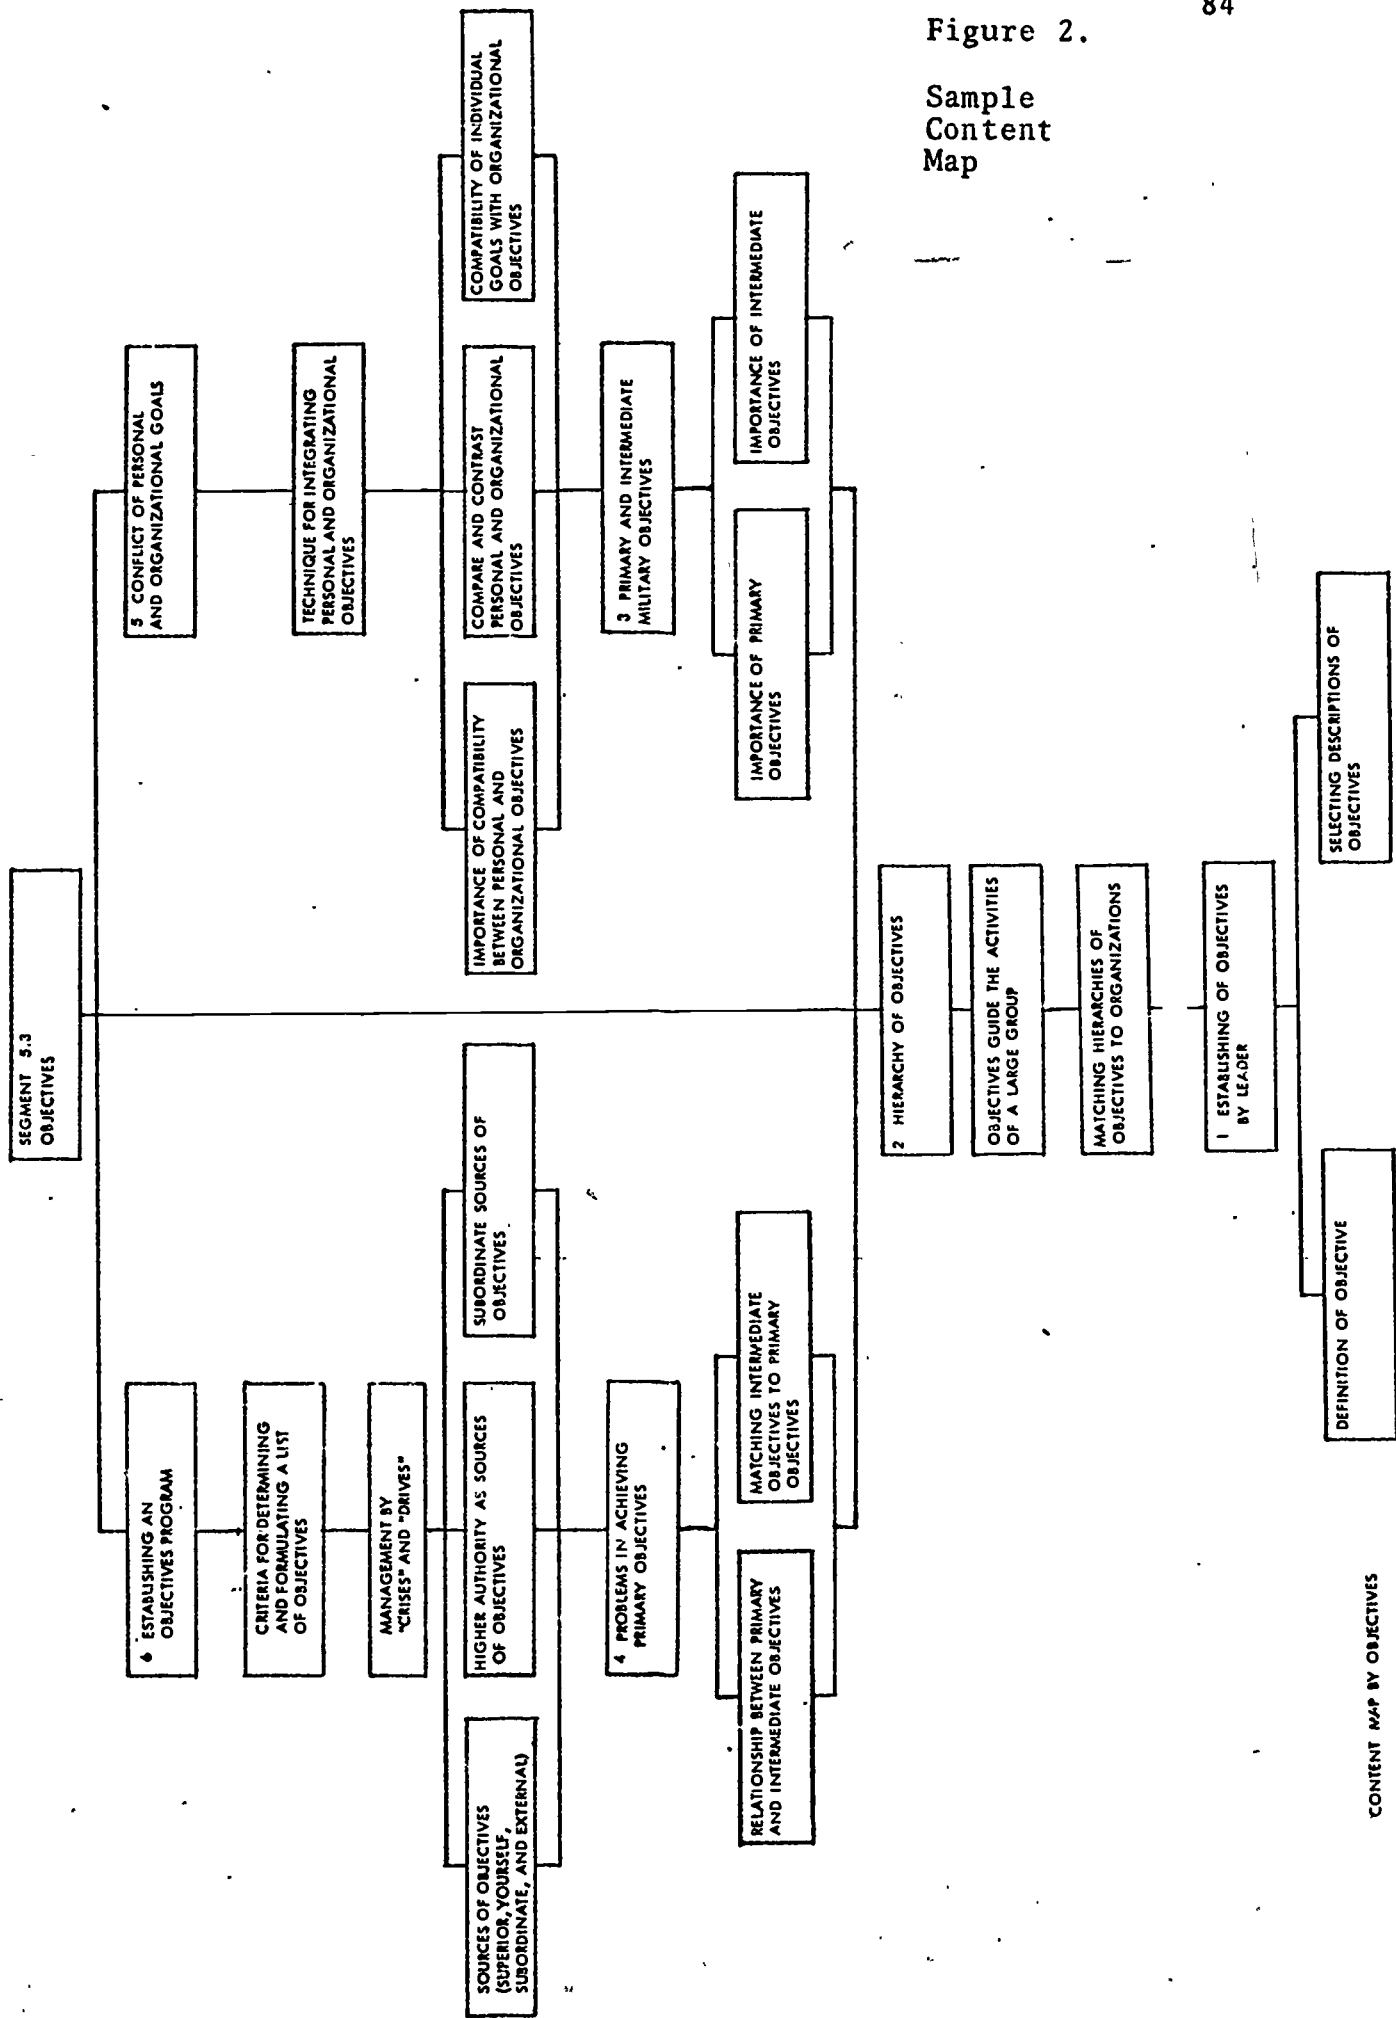 84
Figure 2.
Sample
Content
Map
SEGMENT 5.3
OBJECTIVES
6 ESTABLISHING AN
OBJECTIVES PROGRAM
CRITERIA FOR DETERMINING
AND FORMULATING A LIST
OF OBJECTIVES
MANAGEMENT BY
"CRISES" AND "DRIVES"
SOURCES OF OBJECTIVES
(SUPERIOR, YOURSELF,
SUBORDINATE, AND EXTERNAL)
HIGHER AUTHORITY AS SOURCES
OF OBJECTIVES
SUBORDINATE SOURCES OF
OBJECTIVES
4 PROBLEMS IN ACHIEVING
PRIMARY OBJECTIVES
RELATIONSHIP BETWEEN PRIMARY
AND INTERMEDIATE OBJECTIVES
MATCHING INTERMEDIATE
OBJECTIVES TO PRIMARY
OBJECTIVES
5 CONFLICT OF PERSONAL
AND ORGANIZATIONAL GOALS
TECHNIQUE FOR INTEGRATING
PERSONAL AND ORGANIZATIONAL
OBJECTIVES
IMPORTANCE OF COMPATIBILITY
BETWEEN PERSONAL AND
ORGANIZATIONAL OBJECTIVES
COMPARE AND CONTRAST
PERSONAL AND ORGANIZATIONAL
OBJECTIVES
COMPATIBILITY OF INDIVIDUAL
GOALS WITH ORGANIZATIONAL
OBJECTIVES
3 PRIMARY AND INTERMEDIATE
MILITARY OBJECTIVES
IMPORTANCE OF PRIMARY
OBJECTIVES
IMPORTANCE OF INTERMEDIATE
OBJECTIVES
2 HIERARCHY OF OBJECTIVES
OBJECTIVES GUIDE THE ACTIVITIES
OF A LARGE GROUP
MATCHING HIERARCHIES OF
OBJECTIVES TO ORGANIZATIONS
1 ESTABLISHING OF OBJECTIVES
BY LEADER
DEFINITION OF OBJECTIVE
SELECTING DESCRIPTIONS OF
OBJECTIVES
CONTENT MAP BY OBJECTIVES